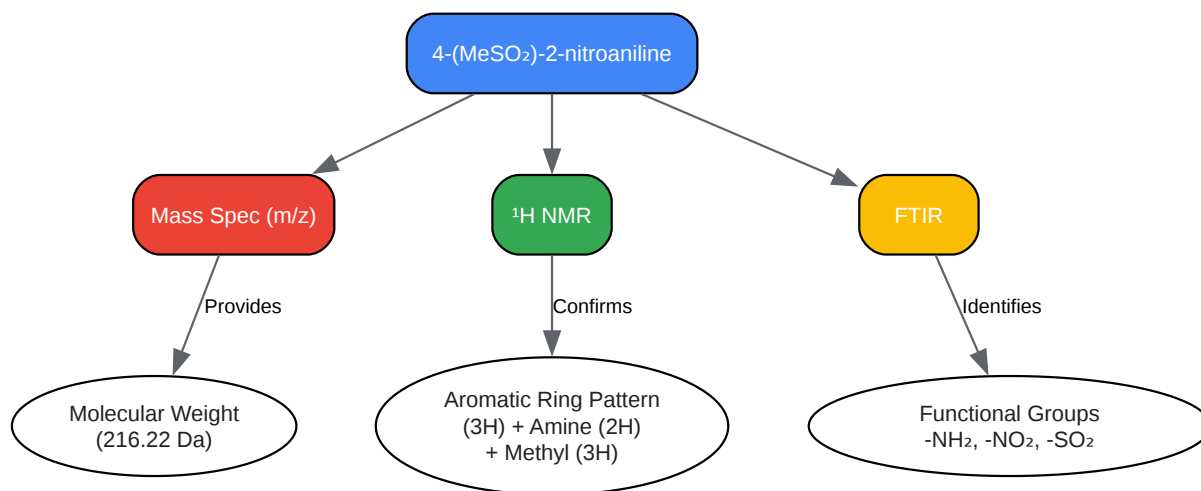 4-(MeSO₂)-2-nitroaniline
Mass Spec (m/z)
¹H NMR
FTIR
Provides
Confirms
Identifies
Molecular Weight
(216.22 Da)
Aromatic Ring Pattern
(3H) + Amine (2H)
+ Methyl (3H)
Functional Groups
-NH₂, -NO₂, -SO₂